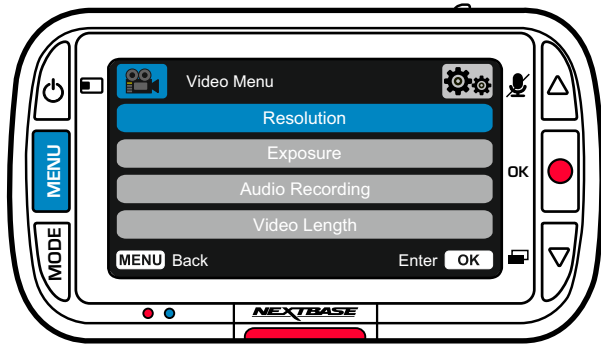 Video Menu
Resolution
MENU
Exposure
OK
Audio Recording
Video Length
MODE
MENU Back
Enter OK
NEXTBASE